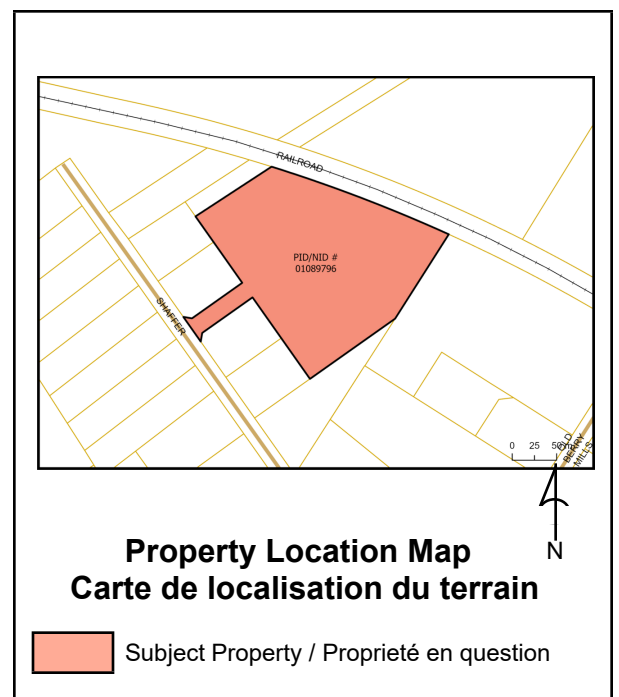 RAILROAD
PID/NID #
01089796
SHAFFER
0 25 50 m
OLD
BERRY
MILLS
N
Property Location Map
Carte de localisation du terrain
Subject Property / Proprieté en question